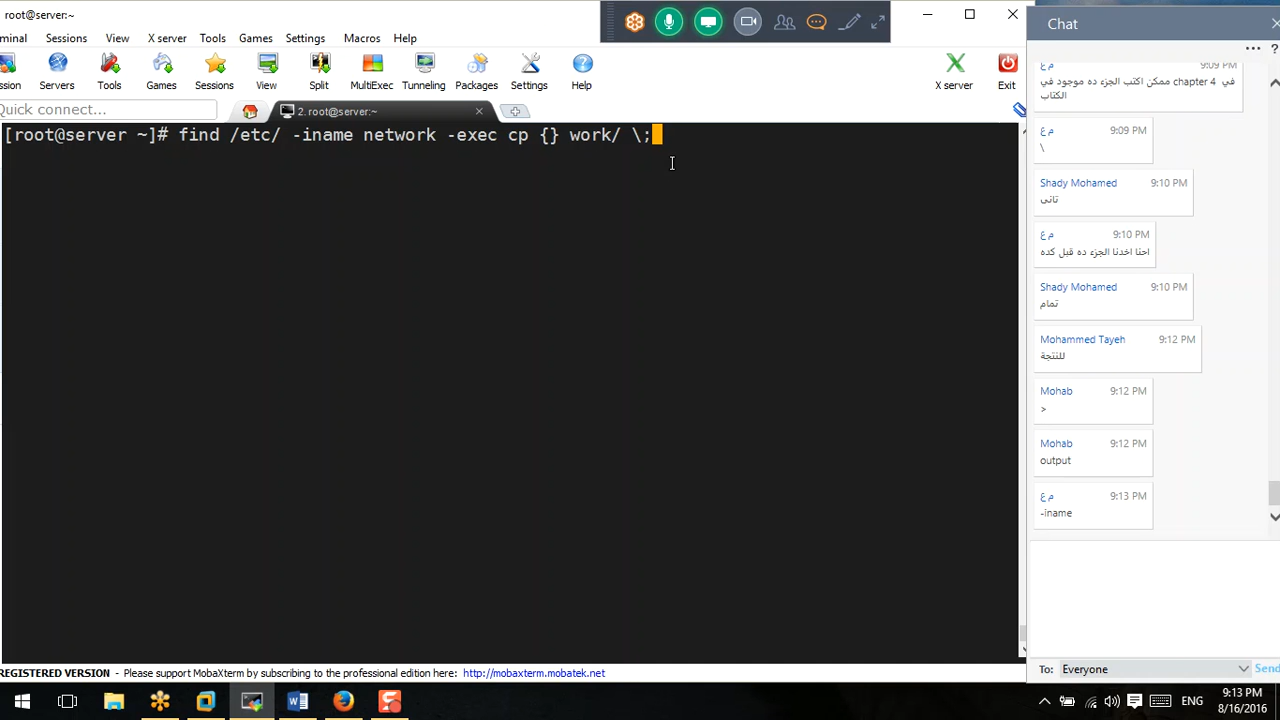 root@server:~
minal Sessions View X server Tools Games Settings Macros Help
ssion Servers Tools Games Sessions View Split MultiExec Tunneling Packages Settings Help X server Exit
Quick connect... 2. root@server:~
[root@server ~]# find /etc/ -iname network -exec cp {} work/ \;
Chat
م ع 9:09 PM
ممكن اكتب الجزء ده موجود في chapter 4 في
الكتاب
م ع 9:09 PM
\
Shady Mohamed 9:10 PM
تانى
م ع 9:10 PM
احنا اخدنا الجزء ده قبل كده
Shady Mohamed 9:10 PM
تمام
Mohammed Tayeh 9:12 PM
للنتجة
Mohab 9:12 PM
>
Mohab 9:12 PM
output
م ع 9:13 PM
-iname
To: Everyone Send
REGISTERED VERSION - Please support MobaXterm by subscribing to the professional edition here: http://mobaxterm.mobatek.net
ENG
9:13 PM
8/16/2016